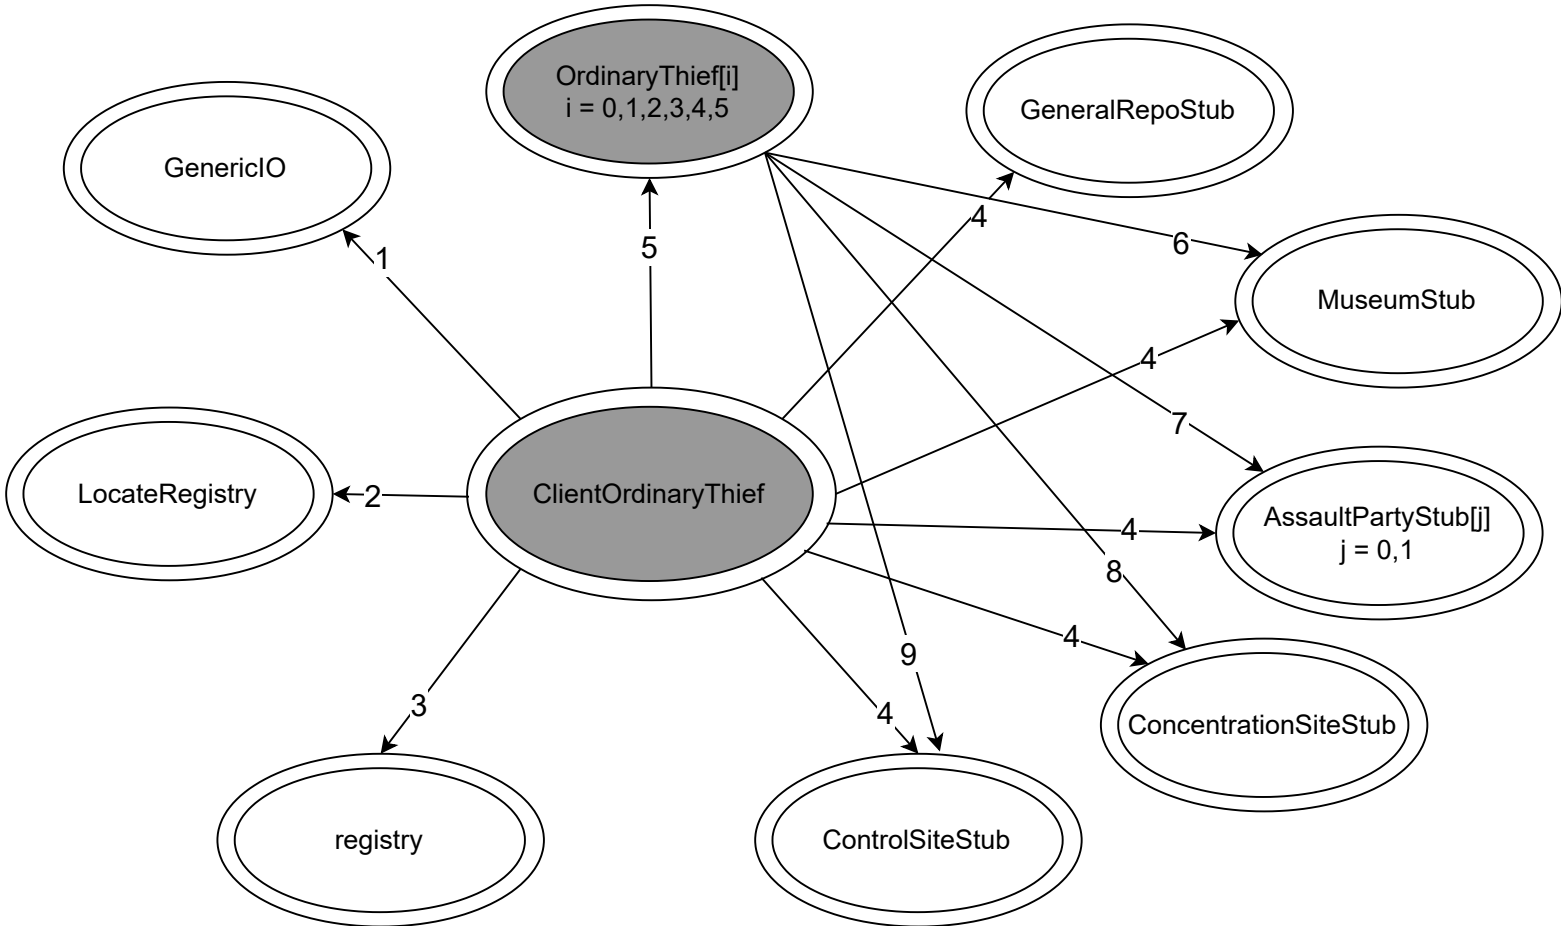 OrdinaryThief[i]
i = 0,1,2,3,4,5
GeneralRepoStub
GenericIO
4
6
5
1
MuseumStub
4
7
LocateRegistry
2
ClientOrdinaryThief
AssaultPartyStub[j]
j = 0,1
4
8
4
9
3
4
ConcentrationSiteStub
registry
ControlSiteStub